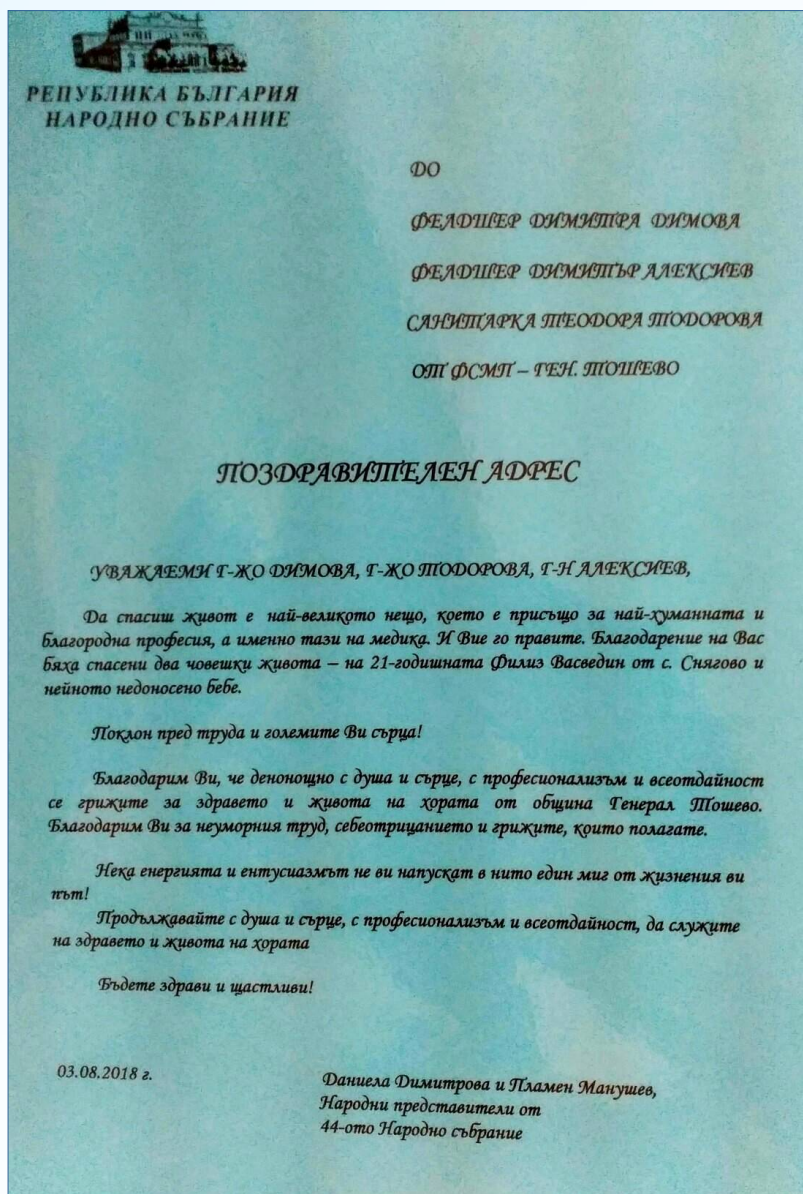 РЕПУБЛИКА БЪЛГАРИЯ
НАРОДНО СЪБРАНИЕ
ДО
ФЕЛДШЕР ДИМИТРА ДИМОВА
ФЕЛДШЕР ДИМИТЪР АЛЕКСИЕВ
САНИТАРКА ТЕОДОРА ТОДОРОВА
ОТ ФСМП – ГЕН. ТОШЕВО
ПОЗДРАВИТЕЛЕН АДРЕС
УВАЖАЕМИ Г-ЖО ДИМОВА, Г-ЖО ТОДОРОВА, Г-Н АЛЕКСИЕВ,
Да спасиш живот е най-великото нещо, което е присъщо за най-хуманната и
благородна професия, а именно тази на медика. И Вие го правите. Благодарение на Вас
бяха спасени два човешки живота – на 21-годишната Филиз Васведин от с. Снягово и
нейното недоносено бебе.
Поклон пред труда и големите Ви сърца!
Благодарим Ви, че денонощно с душа и сърце, с професионализъм и всеотдайност
се грижите за здравето и живота на хората от община Генерал Тошево.
Благодарим Ви за неуморния труд, себеотрицанието и грижите, които полагате.
Нека енергията и ентусиазмът не ви напускат в нито един миг от жизнения ви
път!
Продължавайте с душа и сърце, с професионализъм и всеотдайност, да служите
на здравето и живота на хората
Бъдете здрави и щастливи!
03.08.2018 г.
Даниела Димитрова и Пламен Манушев,
Народни представители от
44-ото Народно събрание